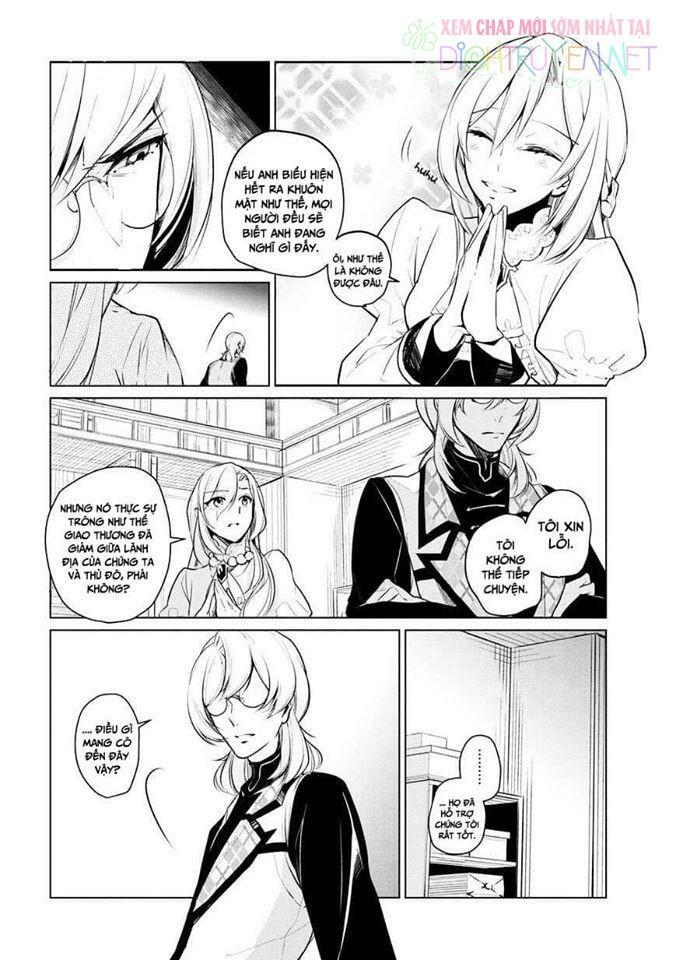 XEM CHAP MỚI SỚM NHẤT TẠI
DICHTRUYEN.NET
NẾU ANH BIỂU HIỆN
HẾT RA KHUÔN
MẶT NHƯ THẾ, MỌI
NGƯỜI ĐỀU SẼ
BIẾT ANH ĐANG
NGHĨ GÌ ĐẤY.
ÔI, NHƯ THẾ
LÀ KHÔNG
ĐƯỢC ĐÂU.
huhu
NHƯNG NÓ THỰC SỰ
TRÔNG NHƯ THỂ
GIAO THƯƠNG ĐÃ
GIẢM GIỮA LÃNH
ĐỊA CỦA CHÚNG TA
VÀ THỦ ĐÔ, PHẢI
KHÔNG?
TÔI XIN
LỖI.
TÔI
KHÔNG
THỂ TIẾP
CHUYỆN.
.... ĐIỀU GÌ
MANG CÔ
ĐẾN ĐÂY
VẬY?
........
... HỌ ĐÃ
HỖ TRỢ
CHÚNG TÔI
RẤT TỐT.